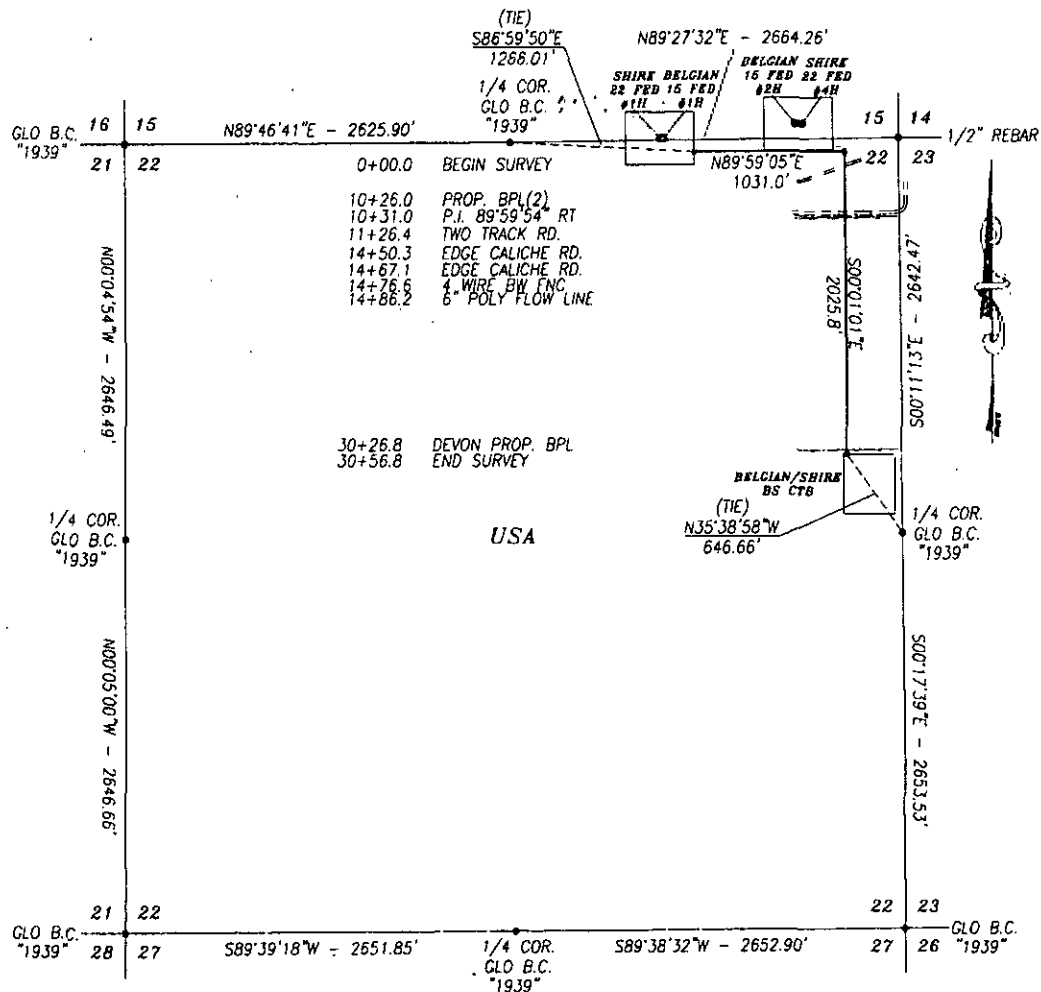 (TIE)
S86°59'50"E
1266.01'
N89°27'32"E - 2664.26'
1/4 COR.
GLO B.C.
"1939"
SHIRE BELGIAN
22 FED 15 FED
#1H #1H
BELGIAN SHIRE
15 FED 22 FED
#2H #4H
GLO B.C.
"1939"
16 15
21 22
N89°46'41"E - 2625.90'
15 14
22 23
1/2" REBAR
N89°59'05"E
1031.0'
0+00.0 BEGIN SURVEY
10+26.0 PROP. BPL(2)
10+31.0 P.I. 89°59'54" RT
11+26.4 TWO TRACK RD.
14+50.3 EDGE CALICHE RD.
14+67.1 EDGE CALICHE RD.
14+76.6 4 WIRE BW FNC
14+86.2 6" POLY FLOW LINE
N00°04'54"W - 2646.49'
S00°01'01"E
2025.8'
S00°11'13"E - 2642.47'
30+26.8 DEVON PROP. BPL
30+56.8 END SURVEY
BELGIAN/SHIRE
BS CTB
(TIE)
N35°38'58"W
646.66'
1/4 COR.
GLO B.C.
"1939"
USA
1/4 COR.
GLO B.C.
"1939"
N00°05'00"W - 2646.66'
S00°17'39"E - 2653.53'
GLO B.C.
"1939"
21 22
28 27
S89°39'18"W - 2651.85'
1/4 COR.
GLO B.C.
"1939"
S89°38'32"W - 2652.90'
22 23
27 26
GLO B.C.
"1939"